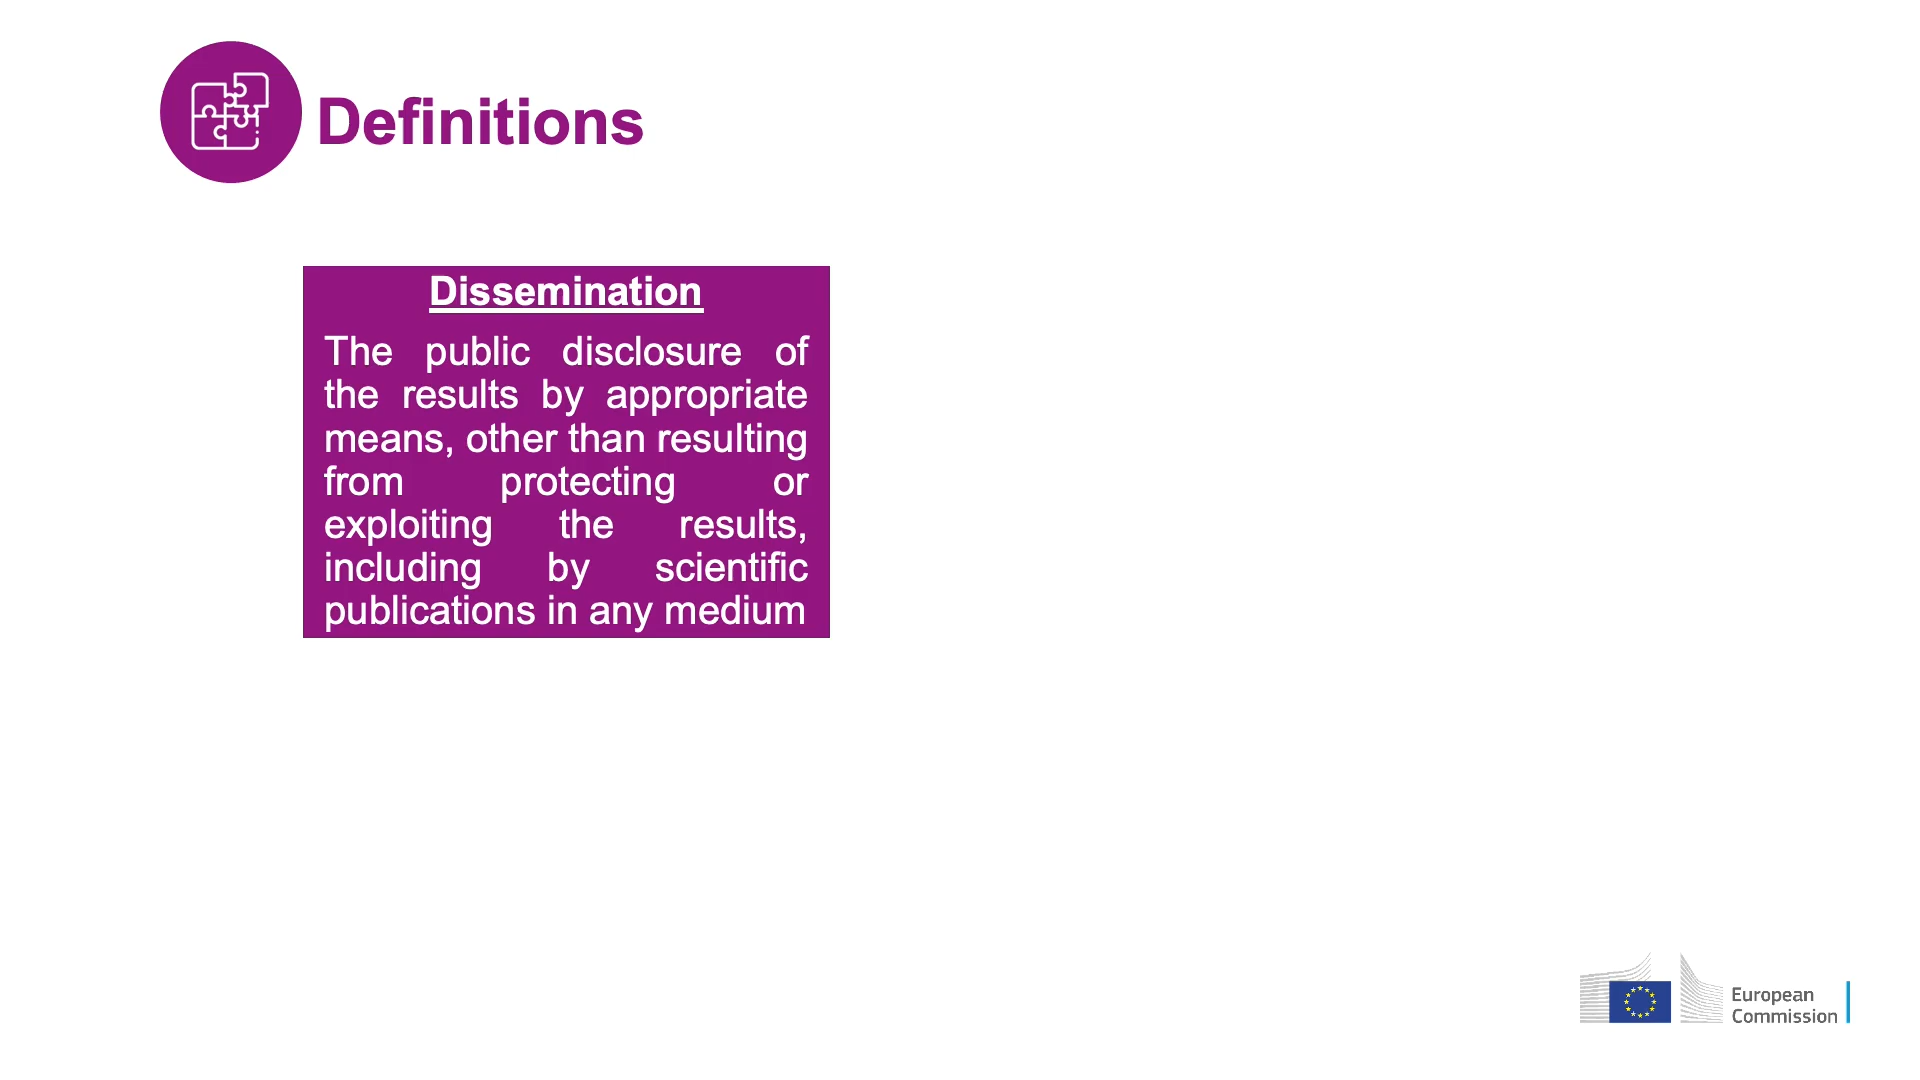 Definitions
Dissemination
The public disclosure of
the results by appropriate
means, other than resulting
from protecting or
exploiting the results,
including by scientific
publications in any medium
European
Commission